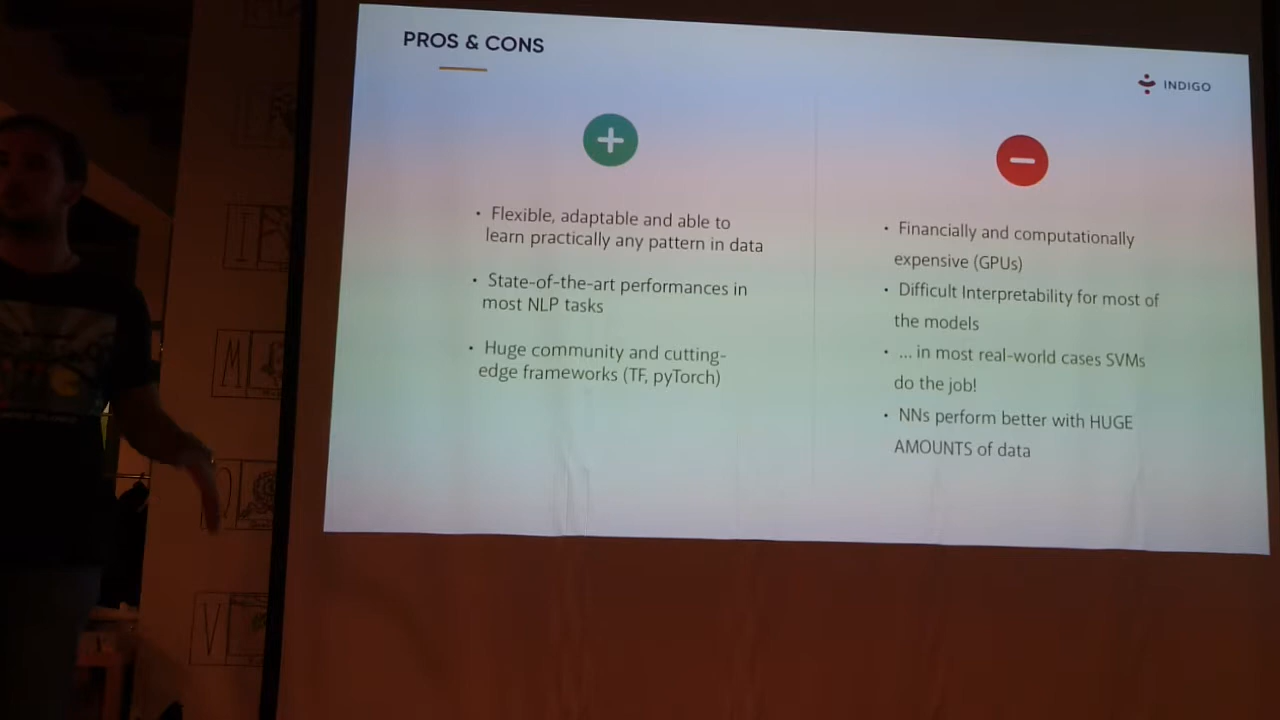 PROS & CONS
INDIGO
• Flexible, adaptable and able to
learn practically any pattern in data
• State-of-the-art performances in
most NLP tasks
• Huge community and cutting-
edge frameworks (TF, pyTorch)
• Financially and computationally
expensive (GPUs)
• Difficult Interpretability for most of
the models
• ... in most real-world cases SVMs
do the job!
• NNs perform better with HUGE
AMOUNTS of data
I
M
Q
V